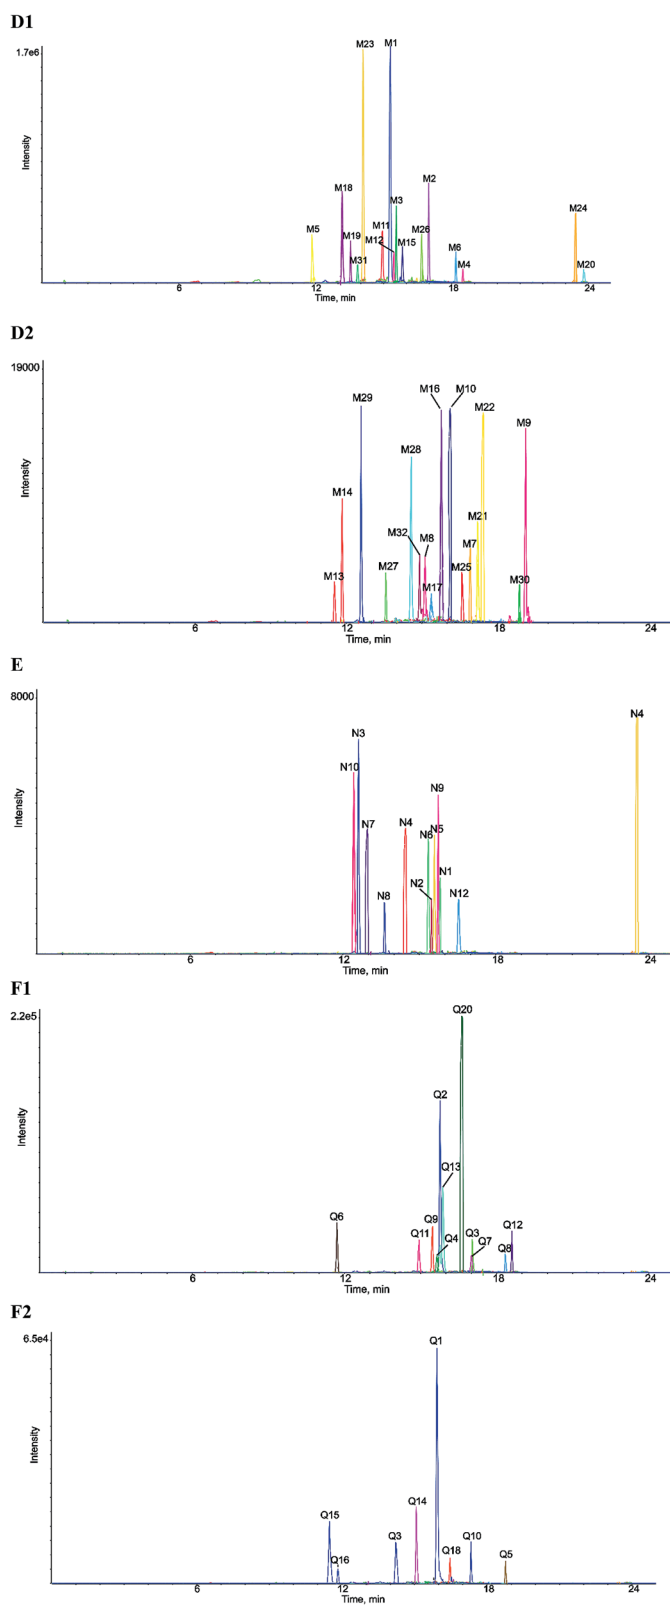 D1
1.7e6
M23
M1
M18
M2
M3
M11
M5
M19
M12
M26
M15
M31
M6
M4
M24
M20
Intensity
6
12
18
24
Time, min
D2
19000
M29
M16
M10
M22
M9
M28
M14
M32
M8
M21
M7
M13
M27
M25
M17
M30
Intensity
6
12
18
24
Time, min
E
8000
N3
N4
N10
N9
N7
N4
N6
N5
N2
N1
N8
N12
Intensity
6
12
18
24
Time, min
F1
2.2e5
Q20
Q2
Q13
Q6
Q9
Q11
Q4
Q3
Q7
Q12
Q8
Intensity
6
12
18
24
Time, min
F2
6.5e4
Q1
Q15
Q14
Q3
Q16
Q18
Q10
Q5
Intensity
6
12
18
24
Time, min